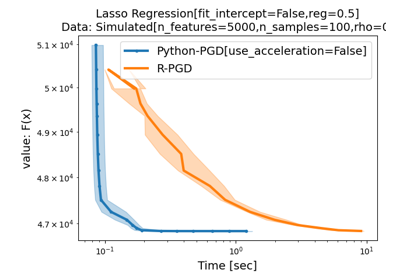 Lasso Regression[fit_intercept=False,reg=0.5]
Data: Simulated[n_features=5000,n_samples=100,rho=0
Python-PGD[use_acceleration=False]
R-PGD
value: F(x)
5.1 × 10⁴
5 × 10⁴
4.9 × 10⁴
4.8 × 10⁴
4.7 × 10⁴
10⁻¹
10⁰
10¹
Time [sec]